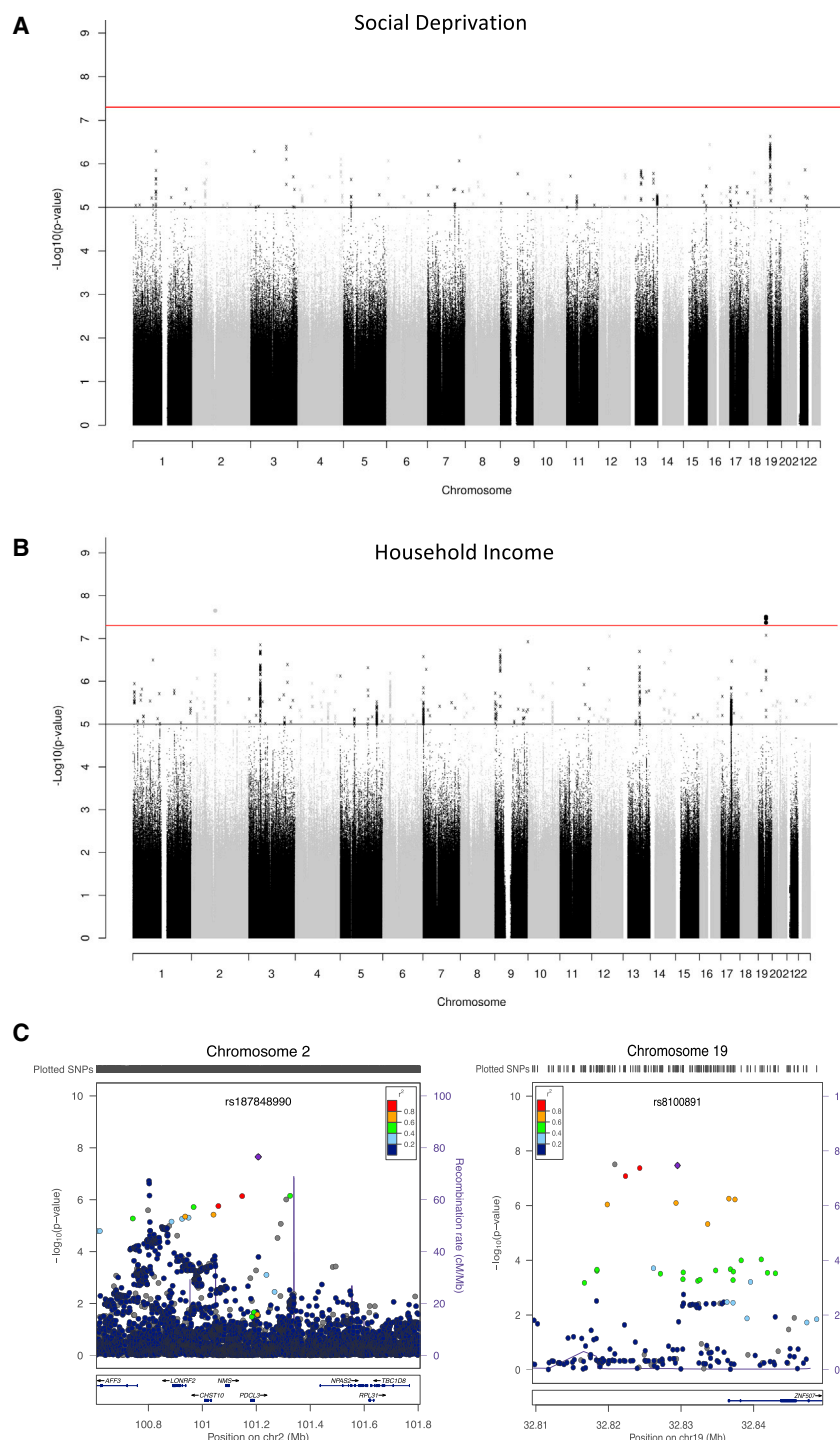 A
Social Deprivation
9
8
7
6
5
4
3
2
1
0
-Log10(p-value)
1 2 3 4 5 6 7 8 9 10 11 12 13 14 15 16 17 18 19 202122
Chromosome
B
Household Income
9
8
7
6
5
4
3
2
1
0
-Log10(p-value)
1 2 3 4 5 6 7 8 9 10 11 12 13 14 15 16 17 18 19 202122
Chromosome
C
Chromosome 2
Plotted SNPs
rs187848990
r²
0.8
0.6
0.4
0.2
10
8
6
4
2
0
−log10(p−value)
100
80
60
40
20
0
Recombination rate (cM/Mb)
AFF3 LONRF2 NMS NPAS2 TBC1D8
CHST10 PDCL3 RPL31
100.8 101 101.2 101.4 101.6 101.8
Position on chr2 (Mb)
Chromosome 19
Plotted SNPs
rs8100891
r²
0.8
0.6
0.4
0.2
10
8
6
4
2
0
−log10(p−value)
ZNF507
32.81 32.82 32.83 32.84
Position on chr19 (Mb)